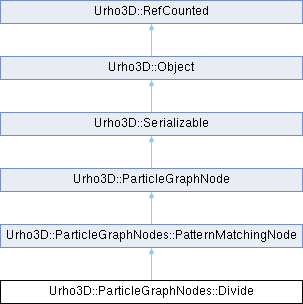 Urho3D::RefCounted
Urho3D::Object
Urho3D::Serializable
Urho3D::ParticleGraphNode
Urho3D::ParticleGraphNodes::PatternMatchingNode
Urho3D::ParticleGraphNodes::Divide